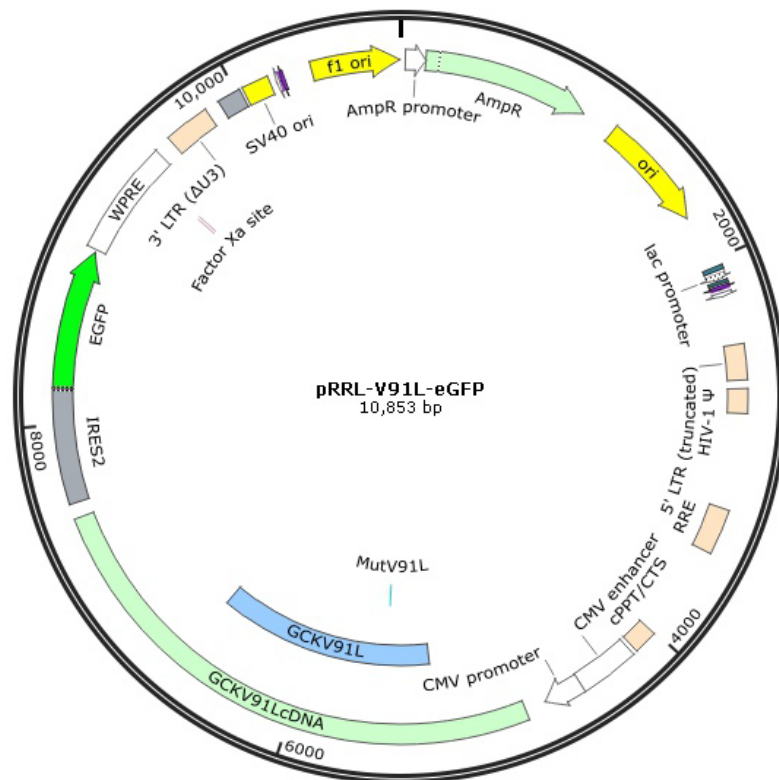 f1 ori
AmpR promoter
AmpR
ori
2000
lac promoter
5' LTR (truncated)
HIV-1 Ψ
RRE
4000
cPPT/CTS
CMV enhancer
CMV promoter
MutV91L
GCKV91L
GCKV91LcDNA
6000
IRES2
8000
EGFP
WPRE
3' LTR (ΔU3)
Factor Xa site
SV40 ori
10,000
pRRL-V91L-eGFP
10,853 bp